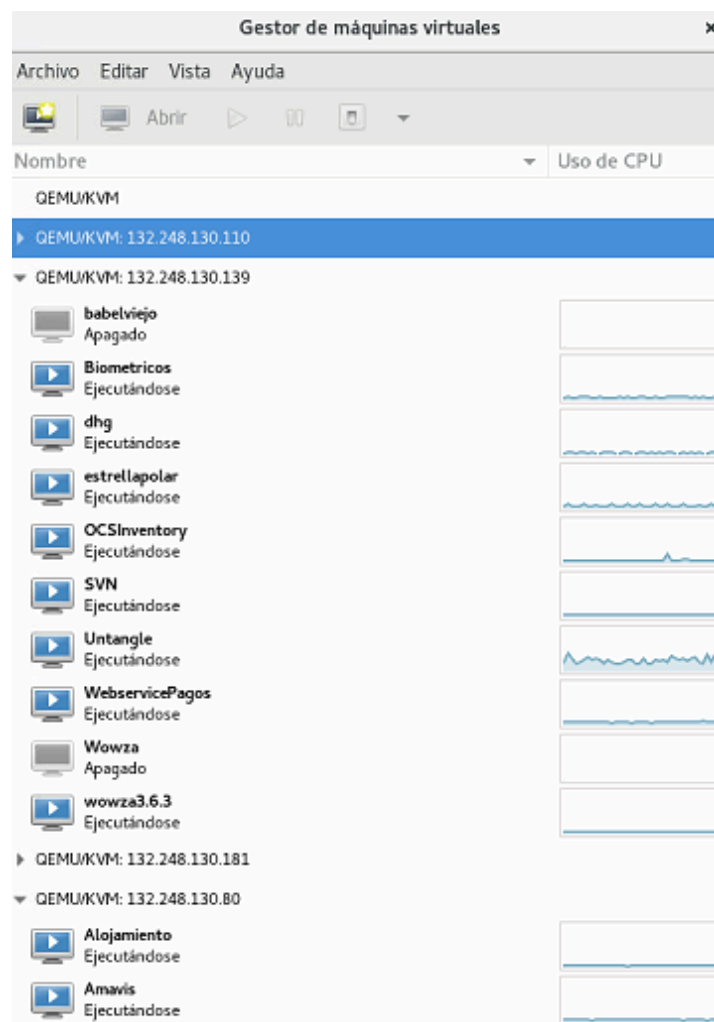 Gestor de máquinas virtuales
Archivo Editar Vista Ayuda
Abrir
Nombre Uso de CPU
QEMU/KVM
QEMU/KVM: 132.248.130.110
QEMU/KVM: 132.248.130.139
babelviejo
Apagado
Biometricos
Ejecutándose
dhg
Ejecutándose
estrellapolar
Ejecutándose
OCSInventory
Ejecutándose
SVN
Ejecutándose
Untangle
Ejecutándose
WebservicePagos
Ejecutándose
Wowza
Apagado
wowza3.6.3
Ejecutándose
QEMU/KVM: 132.248.130.181
QEMU/KVM: 132.248.130.80
Alojamiento
Ejecutándose
Amavis
Ejecutándose